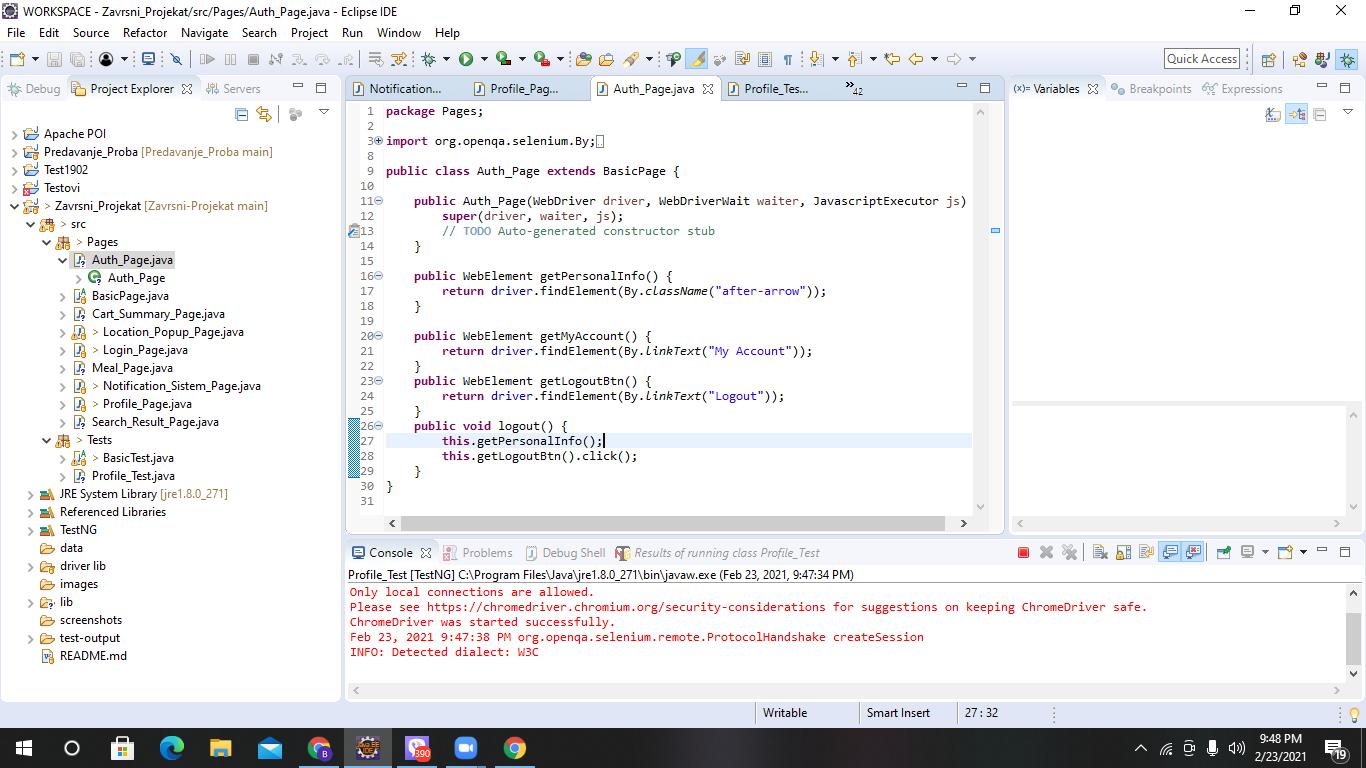 WORKSPACE - Zavrsni_Projekat/src/Pages/Auth_Page.java - Eclipse IDE
File Edit Source Refactor Navigate Search Project Run Window Help
Quick Access
Debug Project Explorer Servers
Apache POI
Predavanje_Proba [Predavanje_Proba main]
Test1902
Testovi
> Zavrsni_Projekat [Zavrsni-Projekat main]
> src
> Pages
Auth_Page.java
Auth_Page
BasicPage.java
Cart_Summary_Page.java
> Location_Popup_Page.java
> Login_Page.java
Meal_Page.java
> Notification_Sistem_Page.java
> Profile_Page.java
Search_Result_Page.java
> Tests
> BasicTest.java
Profile_Test.java
JRE System Library [jre1.8.0_271]
Referenced Libraries
TestNG
data
driver lib
images
> lib
screenshots
test-output
README.md
Notification... Profile_Pag... Auth_Page.java Profile_Tes... »42
1 package Pages;
2
3 import org.openqa.selenium.By;
8
9 public class Auth_Page extends BasicPage {
10
11 public Auth_Page(WebDriver driver, WebDriverWait waiter, JavascriptExecutor js)
12 super(driver, waiter, js);
13 // TODO Auto-generated constructor stub
14 }
15
16 public WebElement getPersonalInfo() {
17 return driver.findElement(By.className("after-arrow"));
18 }
19
20 public WebElement getMyAccount() {
21 return driver.findElement(By.linkText("My Account"));
22 }
23 public WebElement getLogoutBtn() {
24 return driver.findElement(By.linkText("Logout"));
25 }
26 public void logout() {
27 this.getPersonalInfo();
28 this.getLogoutBtn().click();
29 }
30 }
31
(x)= Variables Breakpoints Expressions
Console Problems Debug Shell Results of running class Profile_Test
Profile_Test [TestNG] C:\Program Files\Java\jre1.8.0_271\bin\javaw.exe (Feb 23, 2021, 9:47:34 PM)
Only local connections are allowed.
Please see https://chromedriver.chromium.org/security-considerations for suggestions on keeping ChromeDriver safe.
ChromeDriver was started successfully.
Feb 23, 2021 9:47:38 PM org.openqa.selenium.remote.ProtocolHandshake createSession
INFO: Detected dialect: W3C
Writable Smart Insert 27 : 32
B
Java EE IDE
390
9:48 PM
2/23/2021
19